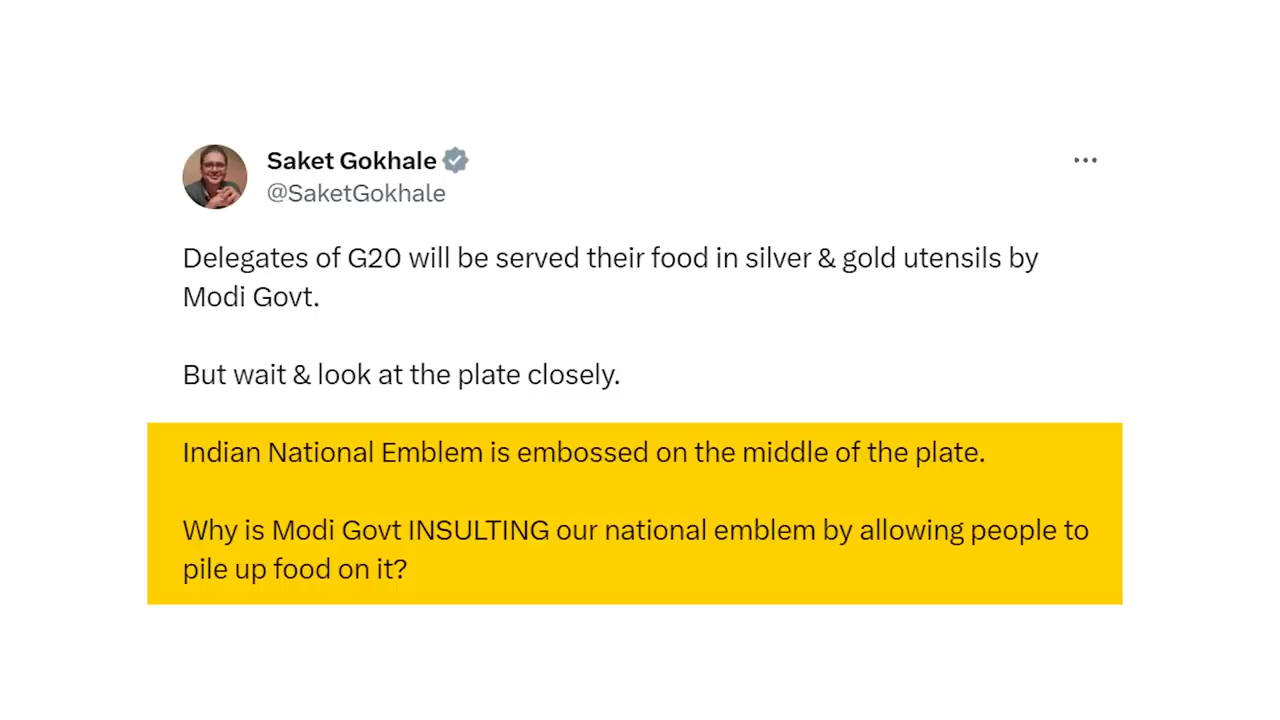 Saket Gokhale
@SaketGokhale
Delegates of G20 will be served their food in silver & gold utensils by
Modi Govt.
But wait & look at the plate closely.
Indian National Emblem is embossed on the middle of the plate.
Why is Modi Govt INSULTING our national emblem by allowing people to
pile up food on it?